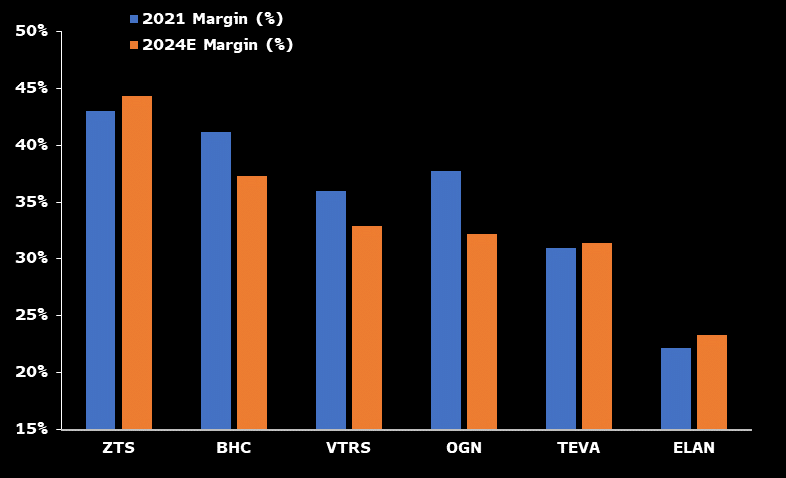 2021 Margin (%)
2024E Margin (%)
50%
45%
40%
35%
30%
25%
20%
15%
ZTS BHC VTRS OGN TEVA ELAN